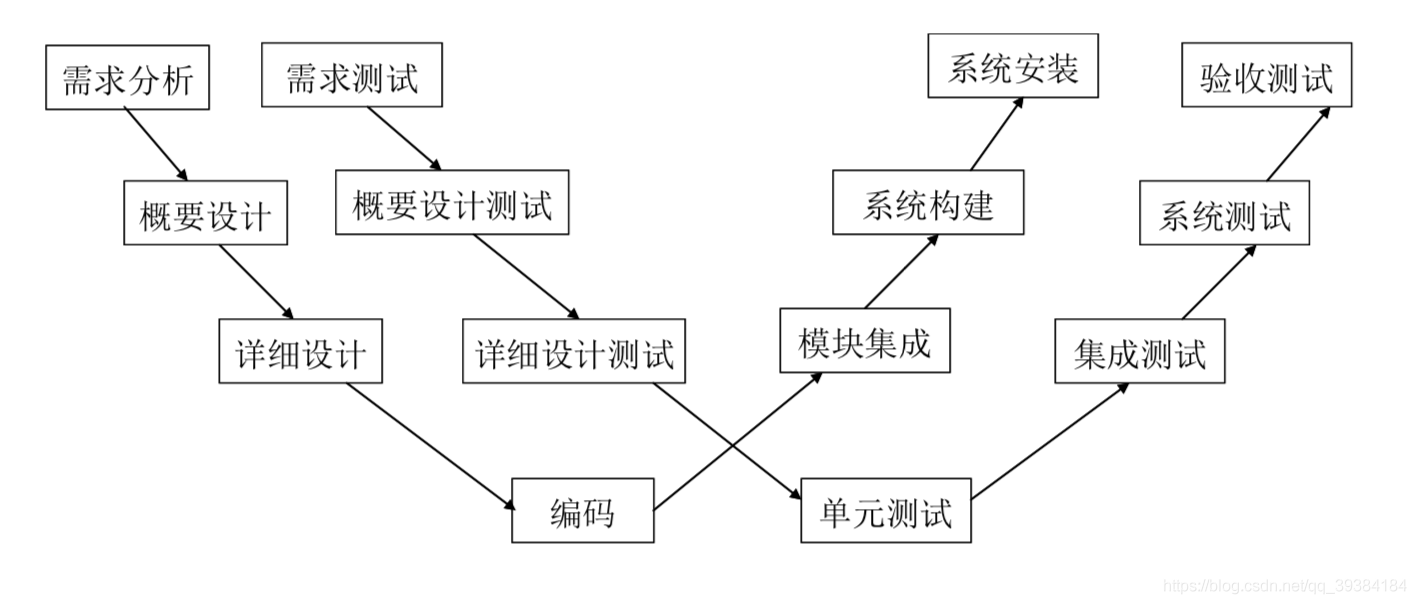 需求分析
需求测试
系统安装
验收测试
概要设计
概要设计测试
系统构建
系统测试
详细设计
详细设计测试
模块集成
集成测试
编码
单元测试
https://blog.csdn.net/qq_39384184